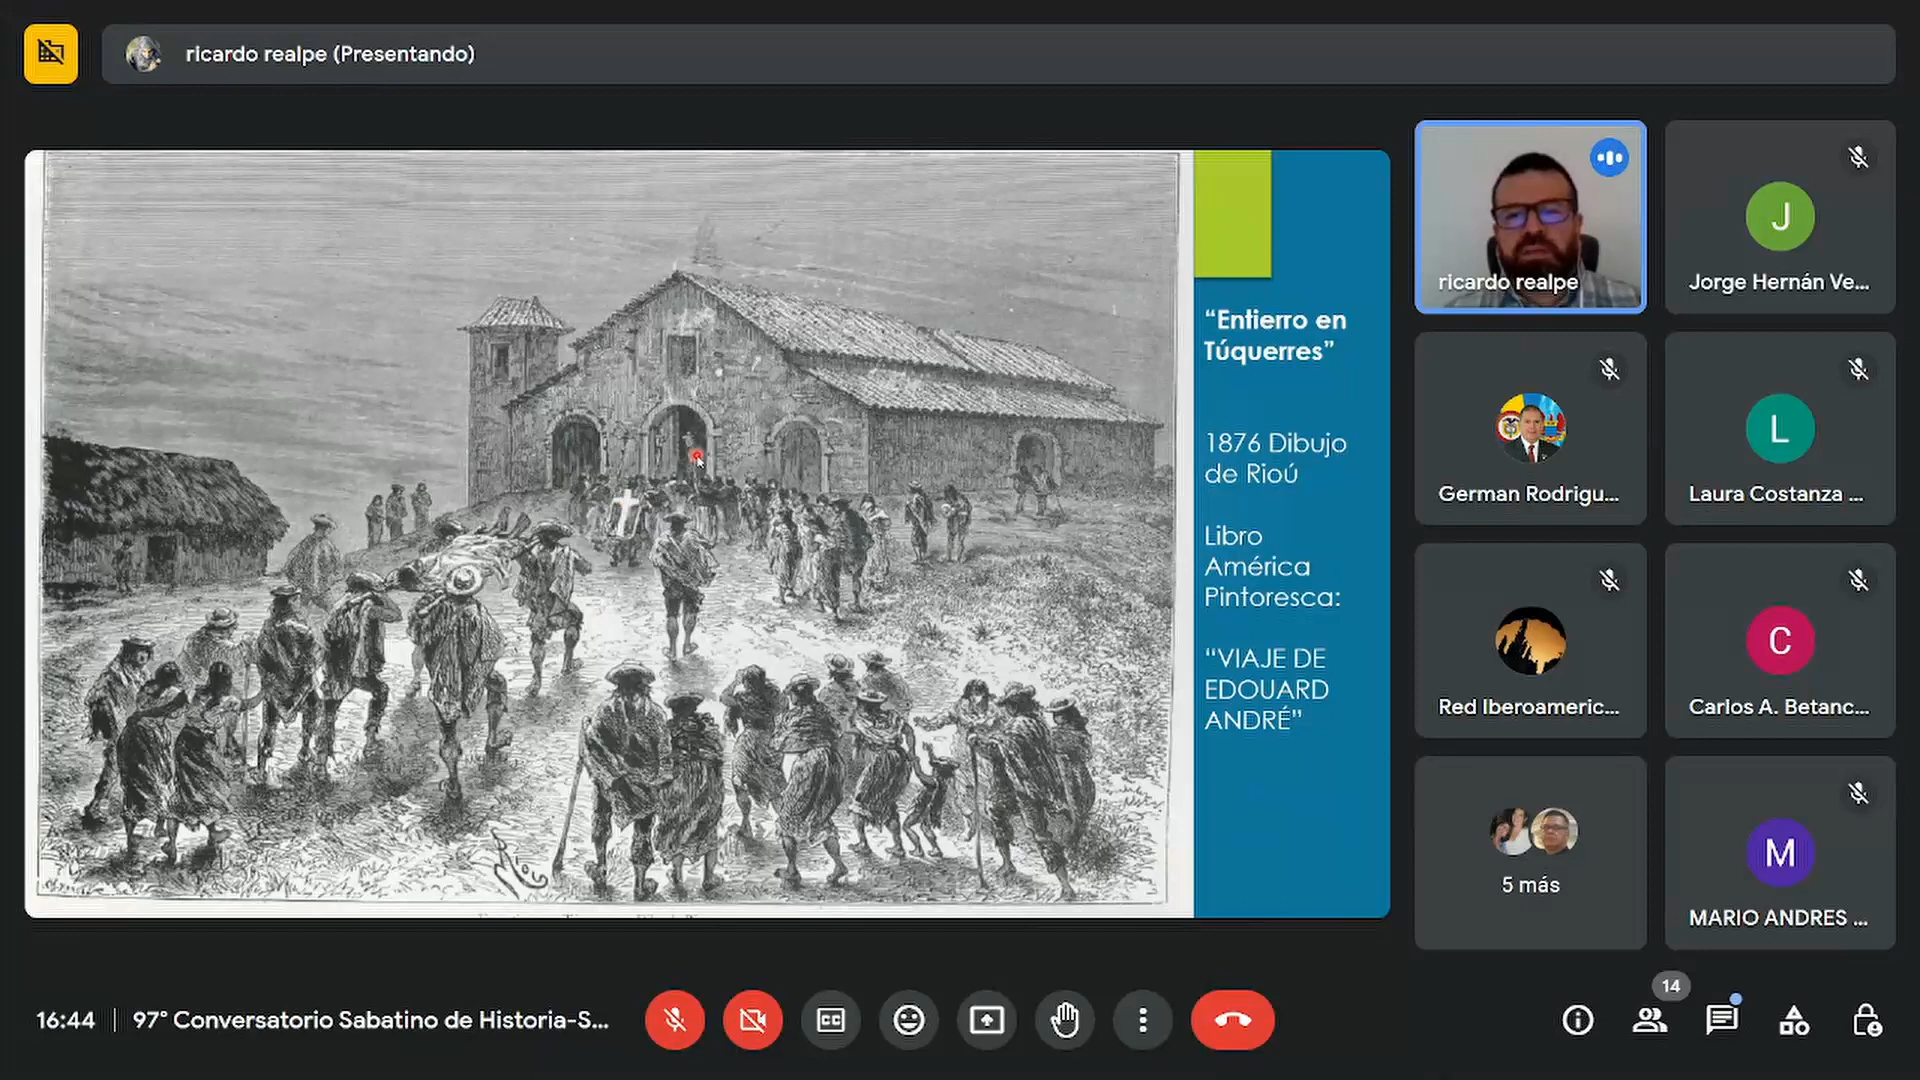 ricardo realpe (Presentando)
“Entierro en
Túquerres”
1876 Dibujo
de Rioú
Libro
América
Pintoresca:
“VIAJE DE
EDOUARD
ANDRÉ”
ricardo realpe
J
Jorge Hernán Ve...
German Rodrigu...
L
Laura Costanza ...
Red Iberoameric...
C
Carlos A. Betanc...
5 más
M
MARIO ANDRES ...
16:44
97° Conversatorio Sabatino de Historia-S...
CC
14